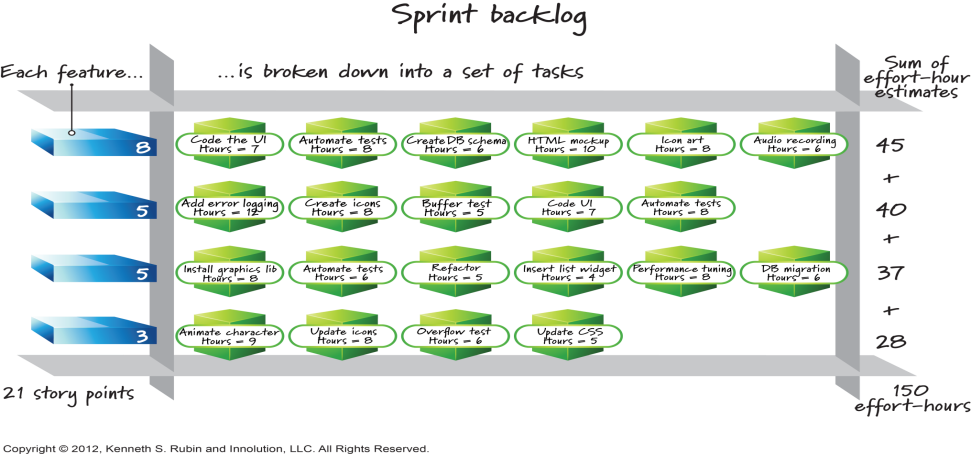 Sprint backlog
Each feature...
...is broken down into a set of tasks
Sum of
effort-hour
estimates
8
Code the UI
Hours = 7
Automate tests
Hours = 8
Create DB schema
Hours = 6
HTML mockup
Hours = 10
Icon art
Hours = 8
Audio recording
Hours = 6
45
+
5
Add error logging
Hours = 12
Create icons
Hours = 8
Buffer test
Hours = 5
Code UI
Hours = 7
Automate tests
Hours = 8
40
+
5
Install graphics lib
Hours = 8
Automate tests
Hours = 6
Refactor
Hours = 5
Insert list widget
Hours = 4
Performance tuning
Hours = 8
DB migration
Hours = 6
37
+
3
Animate character
Hours = 9
Update icons
Hours = 8
Overflow test
Hours = 6
Update CSS
Hours = 5
28
21 story points
150
effort-hours
Copyright © 2012, Kenneth S. Rubin and Innolution, LLC. All Rights Reserved.